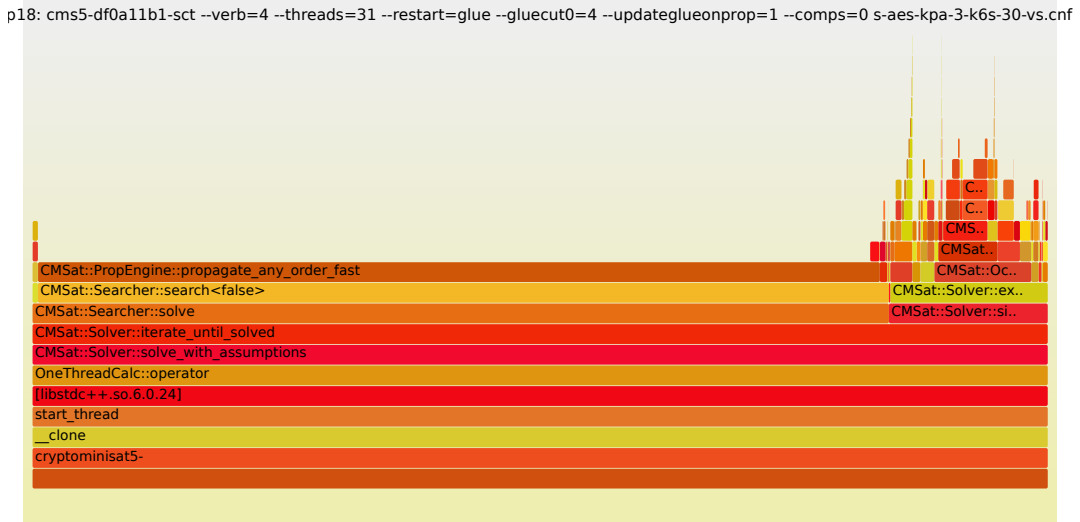 p18: cms5-df0a11b1-sct --verb=4 --threads=31 --restart=glue --gluecut0=4 --updateglueonprop=1 --comps=0 s-aes-kpa-3-k6s-30-vs.cnf
C..
C..
CMS..
CMSat..
CMSat::PropEngine::propagate_any_order_fast CMSat::Oc..
CMSat::Searcher::search<false> CMSat::Solver::ex..
CMSat::Searcher::solve CMSat::Solver::si..
CMSat::Solver::iterate_until_solved
CMSat::Solver::solve_with_assumptions
OneThreadCalc::operator
[libstdc++.so.6.0.24]
start_thread
__clone
cryptominisat5-